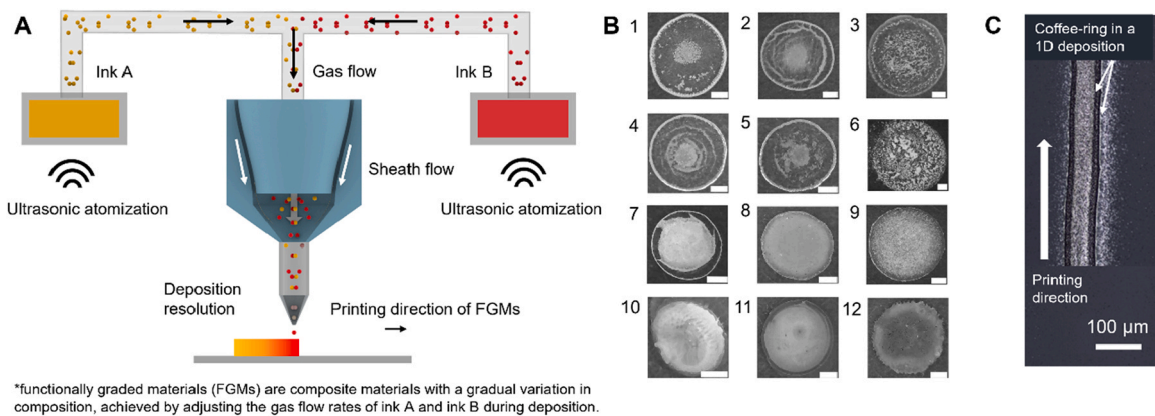 A
Ink A
Gas flow
Ink B
Ultrasonic atomization
Sheath flow
Ultrasonic atomization
Deposition
resolution
Printing direction of FGMs
*functionally graded materials (FGMs) are composite materials with a gradual variation in
composition, achieved by adjusting the gas flow rates of ink A and ink B during deposition.
B
1
2
3
4
5
6
7
8
9
10
11
12
C
Coffee-ring in a
1D deposition
Printing
direction
100 µm